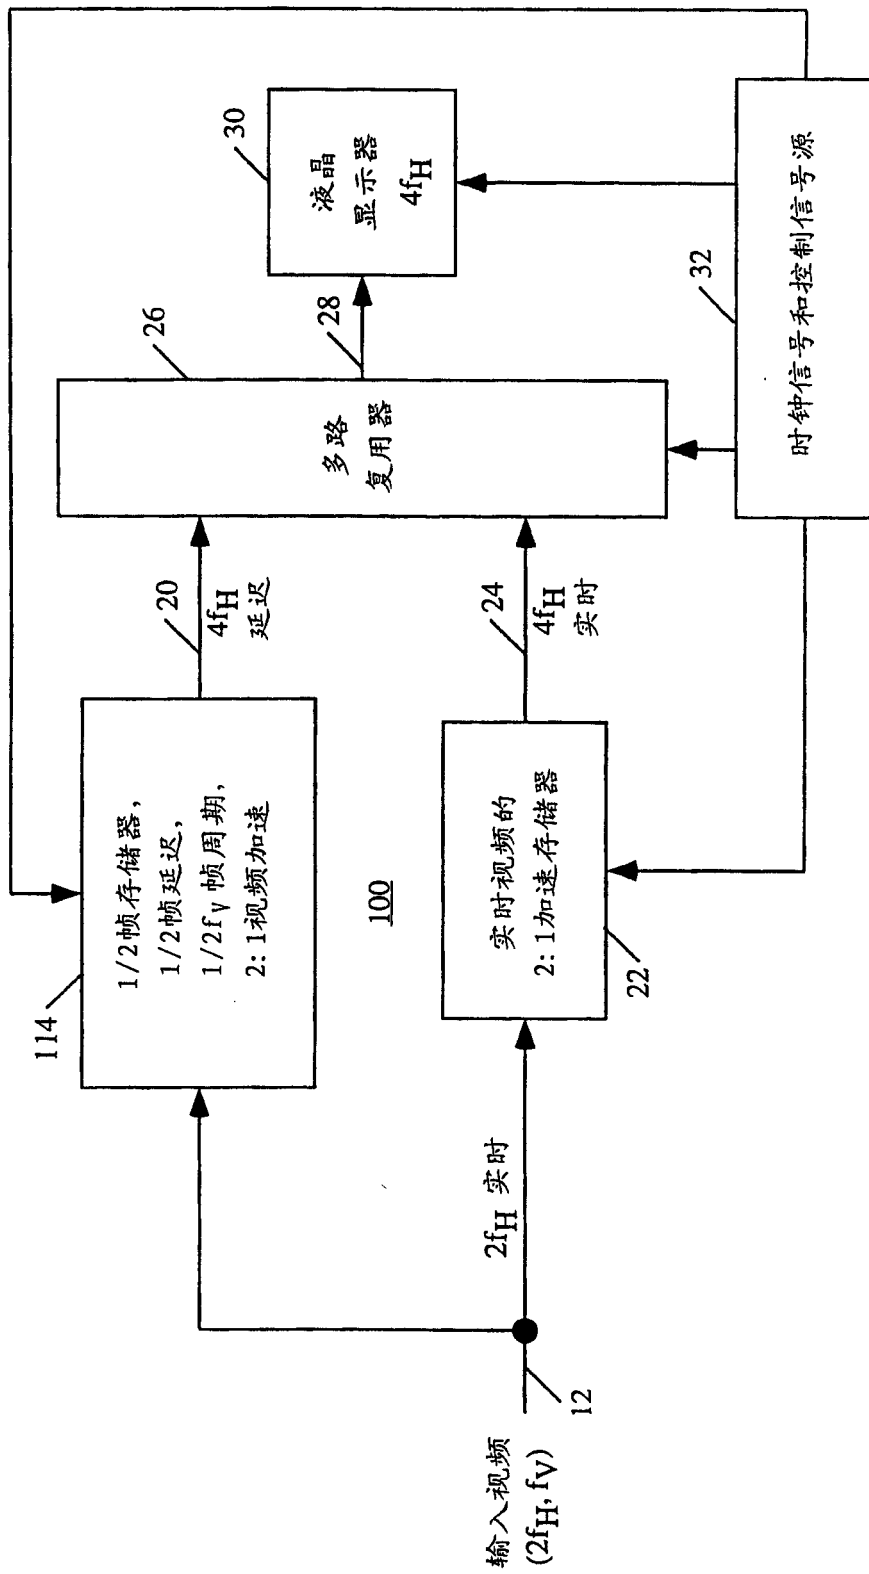 114
1/2帧存储器,
1/2帧延迟,
1/2fV帧周期,
2:1视频加速
20
4fH
延迟
26
多路
复用器
28
30
液晶
显示器
4fH
100
输入视频
(2fH, fV)
12
2fH 实时
实时视频的
2:1加速存储器
22
24
4fH
实时
32
时钟信号和控制信号源